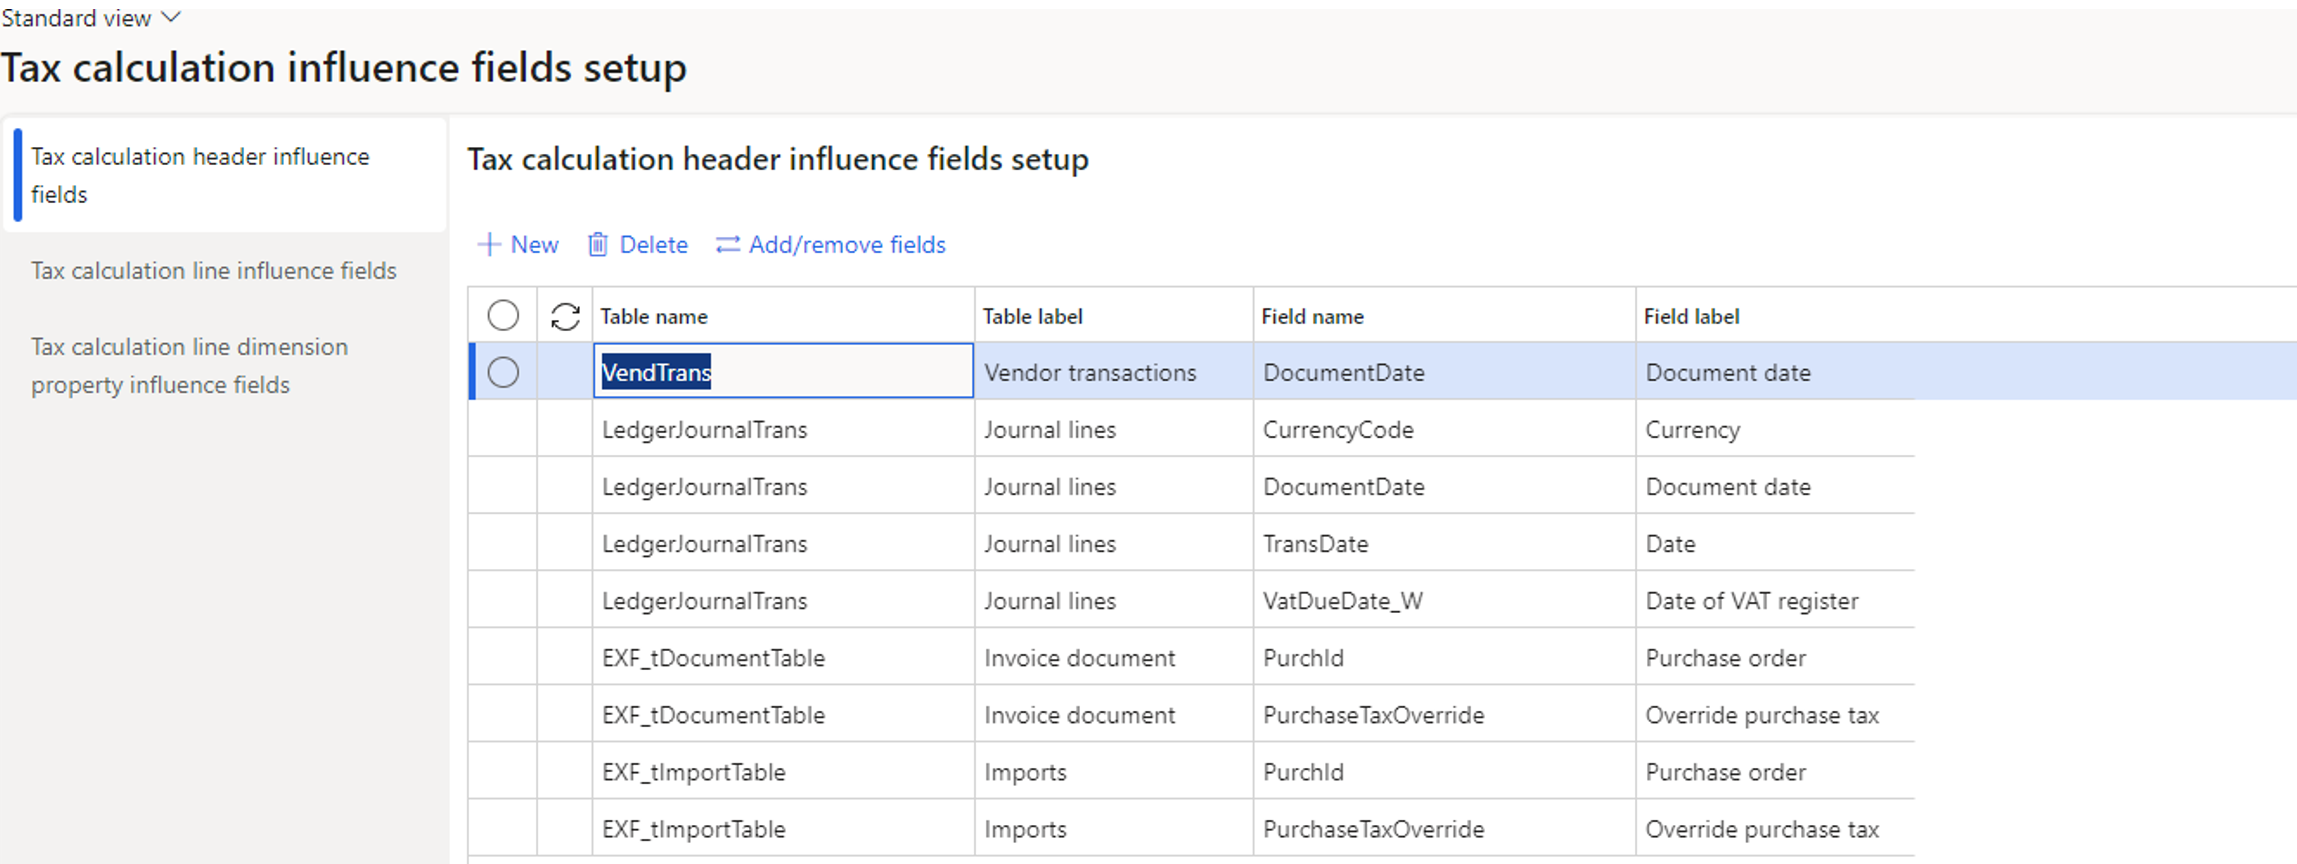 Standard view
Tax calculation influence fields setup
Tax calculation header influence
fields
Tax calculation line influence fields
Tax calculation line dimension
property influence fields
Tax calculation header influence fields setup
New Delete Add/remove fields
Table name Table label Field name Field label
VendTrans Vendor transactions DocumentDate Document date
LedgerJournalTrans Journal lines CurrencyCode Currency
LedgerJournalTrans Journal lines DocumentDate Document date
LedgerJournalTrans Journal lines TransDate Date
LedgerJournalTrans Journal lines VatDueDate_W Date of VAT register
EXF_tDocumentTable Invoice document PurchId Purchase order
EXF_tDocumentTable Invoice document PurchaseTaxOverride Override purchase tax
EXF_tImportTable Imports PurchId Purchase order
EXF_tImportTable Imports PurchaseTaxOverride Override purchase tax